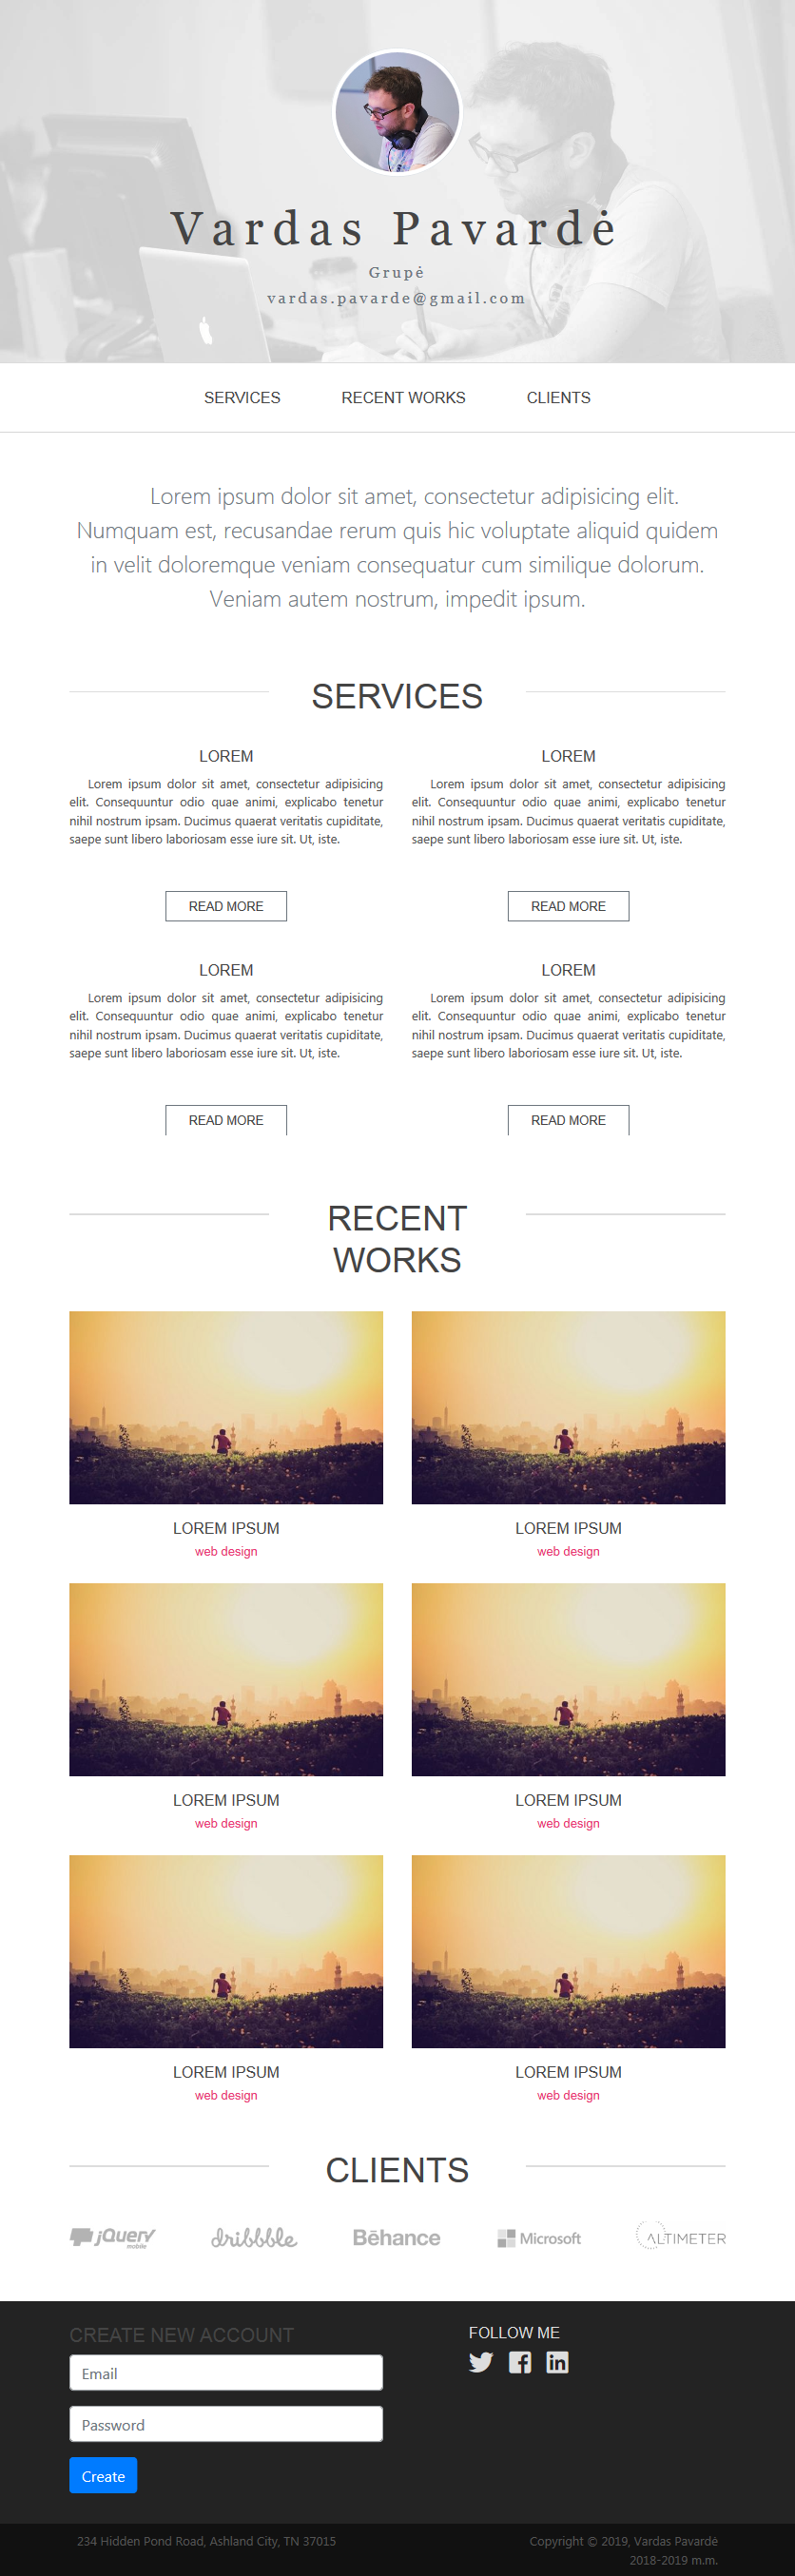 Vardas Pavardė
Grupė
vardas.pavarde@gmail.com
SERVICES RECENT WORKS CLIENTS
Lorem ipsum dolor sit amet, consectetur adipisicing elit.
Numquam est, recusandae rerum quis hic voluptate aliquid quidem
in velit doloremque veniam consequatur cum similique dolorum.
Veniam autem nostrum, impedit ipsum.
SERVICES
LOREM
Lorem ipsum dolor sit amet, consectetur adipisicing
elit. Consequuntur odio quae animi, explicabo tenetur
nihil nostrum ipsam. Ducimus quaerat veritatis cupiditate,
saepe sunt libero laboriosam esse iure sit. Ut, iste.
READ MORE
LOREM
Lorem ipsum dolor sit amet, consectetur adipisicing
elit. Consequuntur odio quae animi, explicabo tenetur
nihil nostrum ipsam. Ducimus quaerat veritatis cupiditate,
saepe sunt libero laboriosam esse iure sit. Ut, iste.
READ MORE
LOREM
Lorem ipsum dolor sit amet, consectetur adipisicing
elit. Consequuntur odio quae animi, explicabo tenetur
nihil nostrum ipsam. Ducimus quaerat veritatis cupiditate,
saepe sunt libero laboriosam esse iure sit. Ut, iste.
READ MORE
LOREM
Lorem ipsum dolor sit amet, consectetur adipisicing
elit. Consequuntur odio quae animi, explicabo tenetur
nihil nostrum ipsam. Ducimus quaerat veritatis cupiditate,
saepe sunt libero laboriosam esse iure sit. Ut, iste.
READ MORE
RECENT
WORKS
LOREM IPSUM
web design
LOREM IPSUM
web design
LOREM IPSUM
web design
LOREM IPSUM
web design
LOREM IPSUM
web design
LOREM IPSUM
web design
CLIENTS
jQuery
mobile
dribbble
Bēhance
Microsoft
ALTIMETER
CREATE NEW ACCOUNT
Email
Password
Create
FOLLOW ME
234 Hidden Pond Road, Ashland City, TN 37015
Copyright © 2019, Vardas Pavardė
2018-2019 m.m.